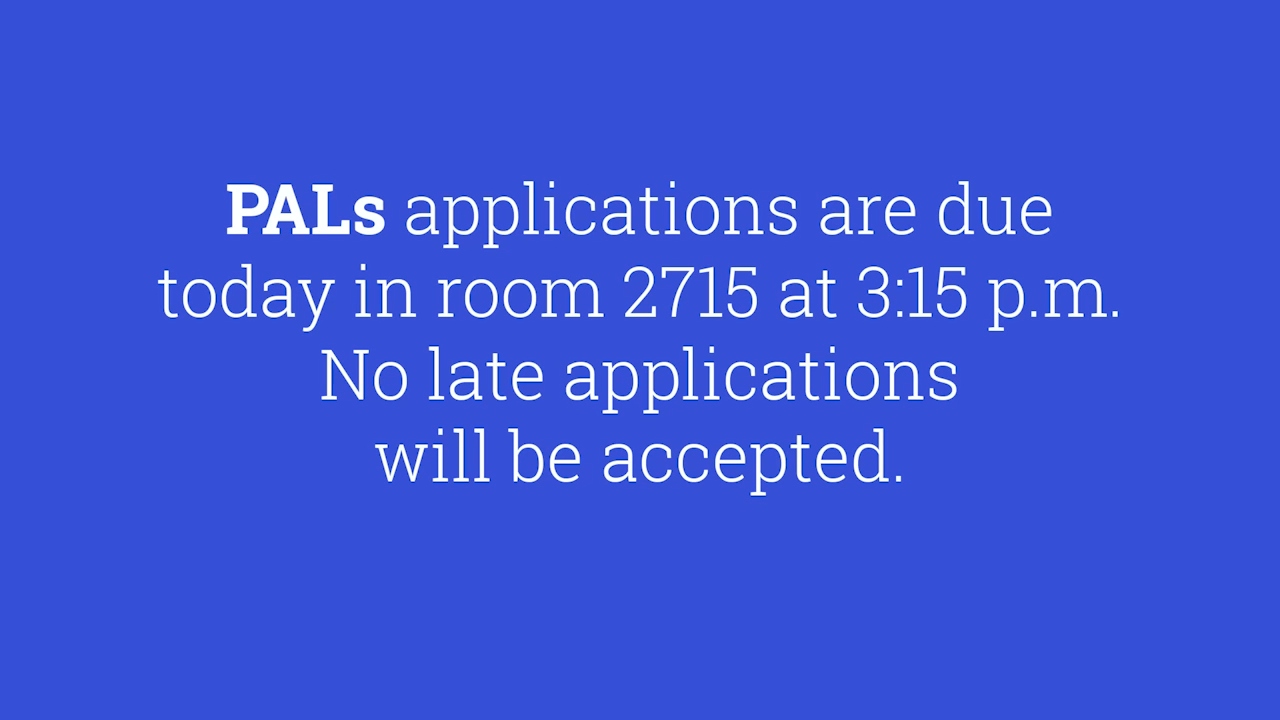 PALs applications are due
today in room 2715 at 3:15 p.m.
No late applications
will be accepted.